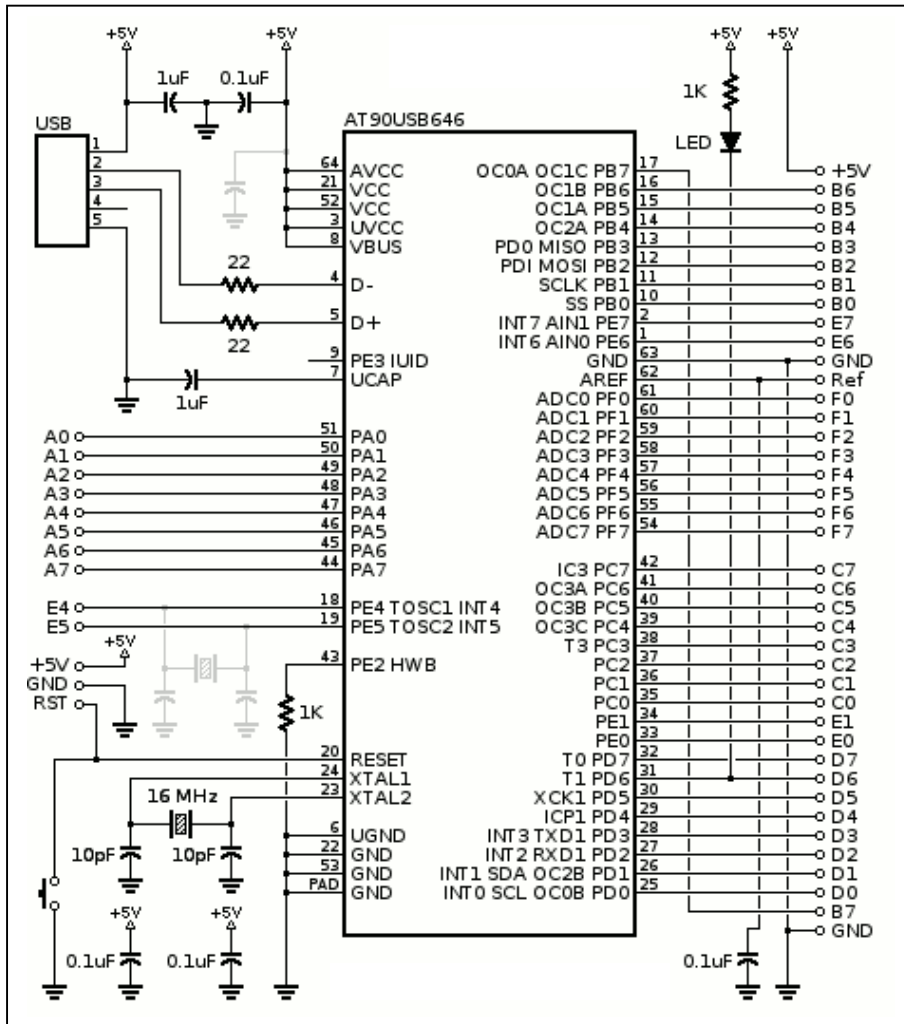 +5V +5V +5V +5V
1uF 0.1uF
1K
USB
AT90USB646
LED
1
2
3
4
5
64 AVCC
21 VCC
52 VCC
3 UVCC
8 VBUS
22
4 D-
5 D+
22
9 PE3 IUID
7 UCAP
1uF
A0 51 PA0
A1 50 PA1
A2 49 PA2
A3 48 PA3
A4 47 PA4
A5 46 PA5
A6 45 PA6
A7 44 PA7
E4 18 PE4 TOSC1 INT4
E5 19 PE5 TOSC2 INT5
+5V
+5V
GND
RST
43 PE2 HWB
1K
20 RESET
24 XTAL1
23 XTAL2
16 MHz
10pF 10pF
6 UGND
22 GND
53 GND
PAD GND
+5V +5V
0.1uF 0.1uF
+5V
OC0A OC1C PB7 17
OC1B PB6 16 B6
OC1A PB5 15 B5
OC2A PB4 14 B4
PD0 MISO PB3 13 B3
PDI MOSI PB2 12 B2
SCLK PB1 11 B1
SS PB0 10 B0
INT7 AIN1 PE7 2 E7
INT6 AIN0 PE6 1 E6
GND 63 GND
AREF 62 Ref
ADC0 PF0 61 F0
ADC1 PF1 60 F1
ADC2 PF2 59 F2
ADC3 PF3 58 F3
ADC4 PF4 57 F4
ADC5 PF5 56 F5
ADC6 PF6 55 F6
ADC7 PF7 54 F7
IC3 PC7 42 C7
OC3A PC6 41 C6
OC3B PC5 40 C5
OC3C PC4 39 C4
T3 PC3 38 C3
PC2 37 C2
PC1 36 C1
PC0 35 C0
PE1 34 E1
PE0 33 E0
T0 PD7 32 D7
T1 PD6 31 D6
XCK1 PD5 30 D5
ICP1 PD4 29 D4
INT3 TXD1 PD3 28 D3
INT2 RXD1 PD2 27 D2
INT1 SDA OC2B PD1 26 D1
INT0 SCL OC0B PD0 25 D0
B7
GND
0.1uF